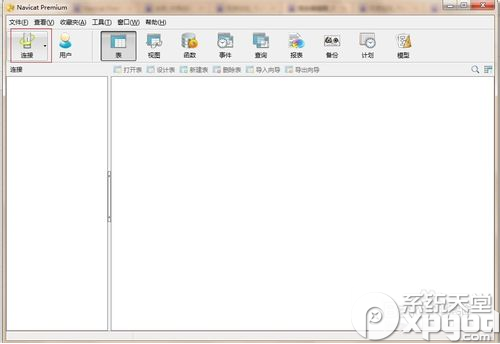 Navicat Premium
文件(F) 查看(V) 收藏夹(A) 工具(T) 窗口(W) 帮助(H)
连接 用户 表 视图 函数 事件 查询 报表 备份 计划 模型
连接 打开表 设计表 新建表 删除表 导入向导 导出向导
系统天堂